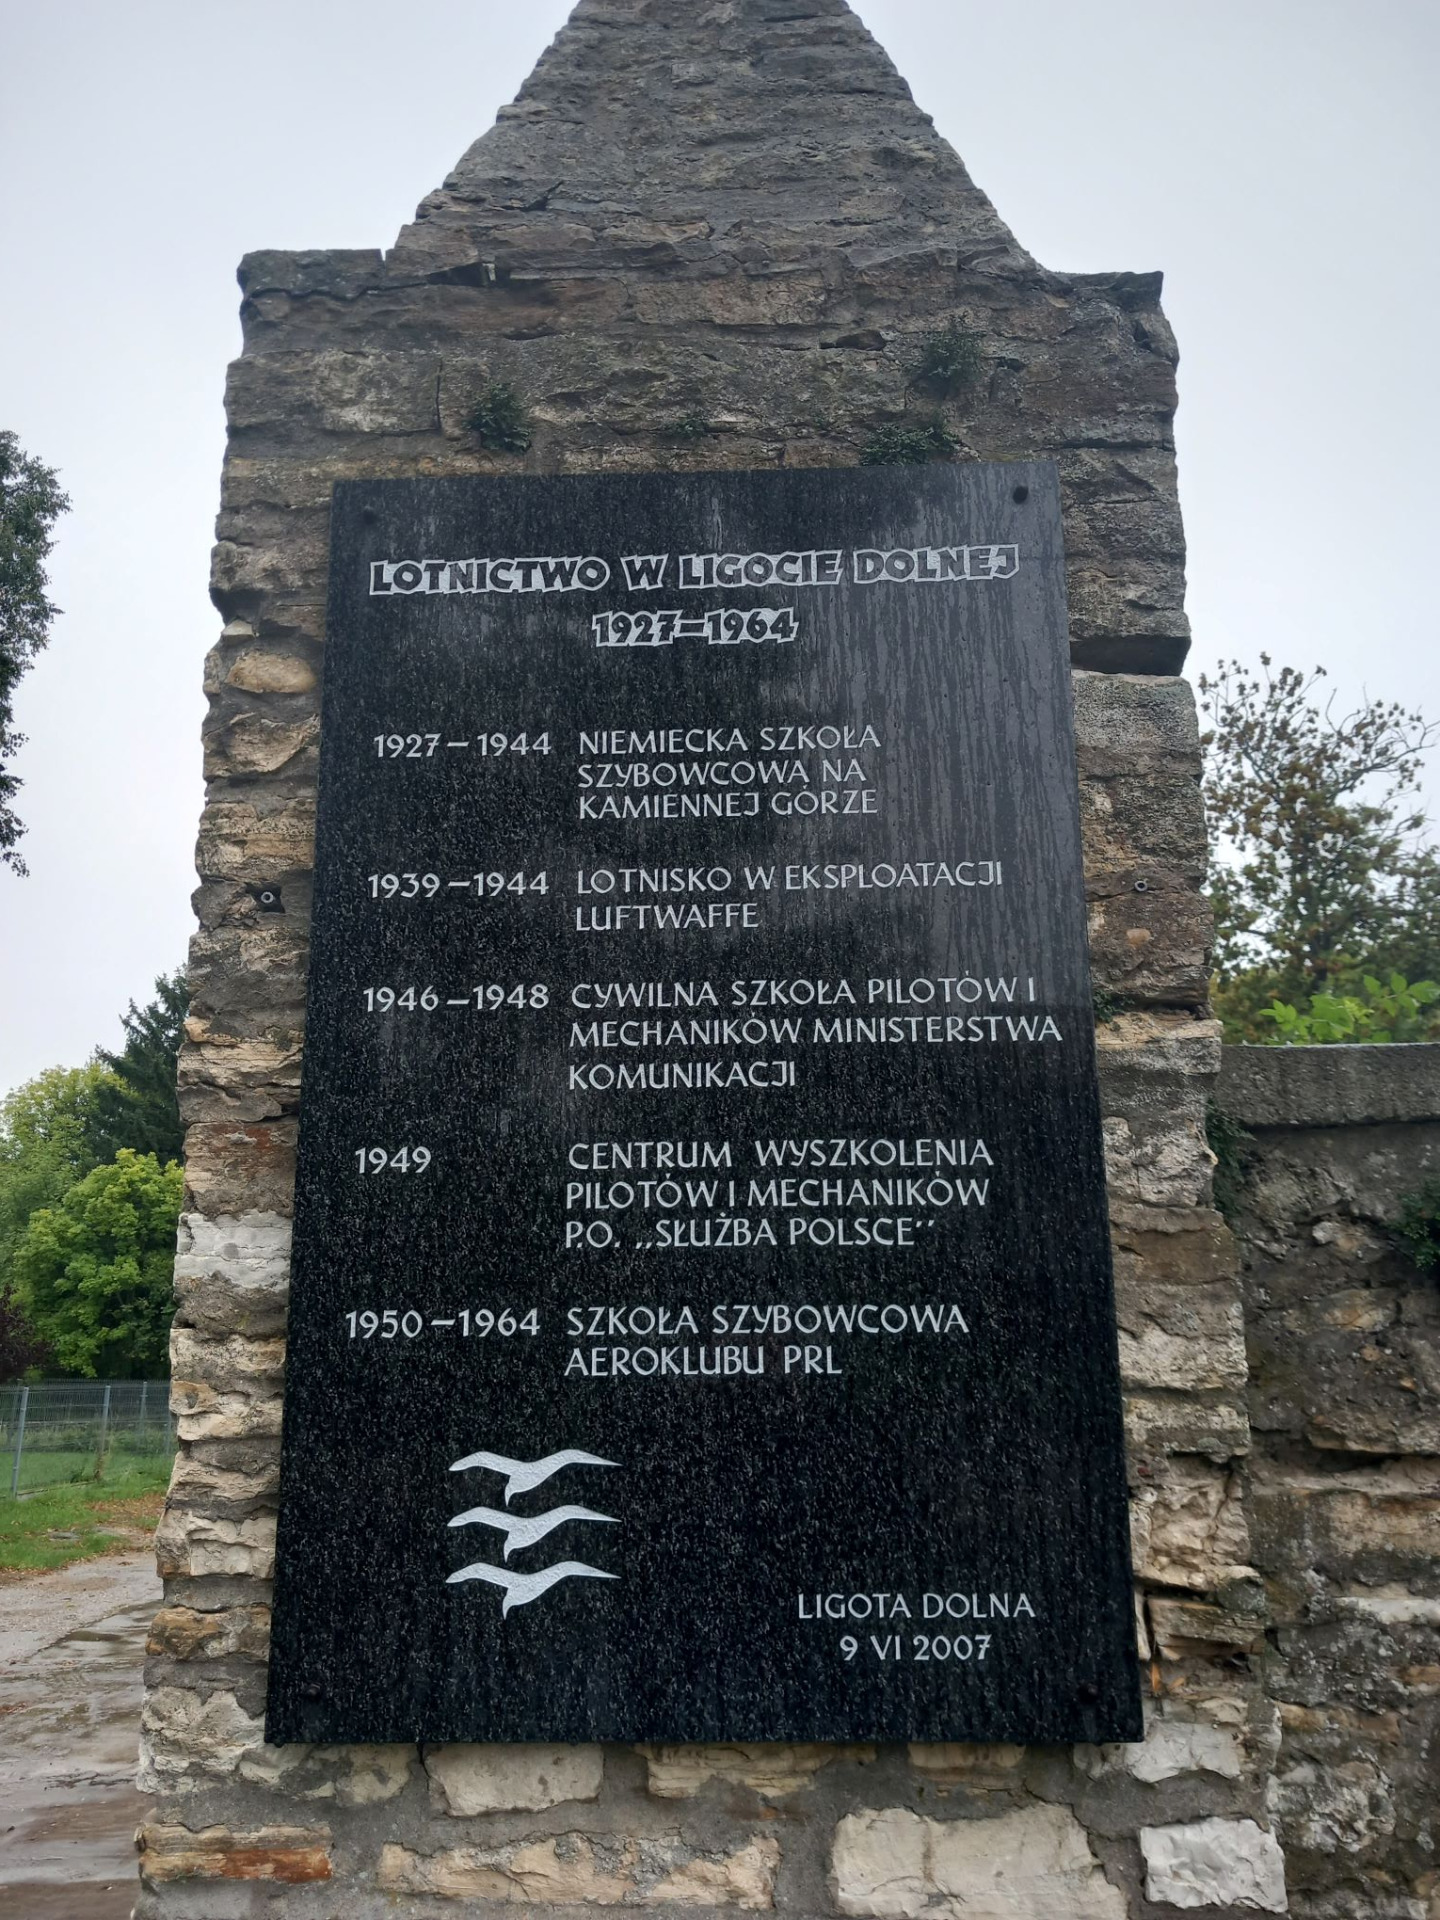 LOTNICTWO W LIGOCIE DOLNEJ
1927-1964
1927-1944 NIEMIECKA SZKOŁA
SZYBOWCOWA NA
KAMIENNEJ GÓRZE
1939-1944 LOTNISKO W EKSPLOATACJI
LUFTWAFFE
1946-1948 CYWILNA SZKOŁA PILOTÓW I
MECHANIKÓW MINISTERSTWA
KOMUNIKACJI
1949 CENTRUM WYSZKOLENIA
PILOTÓW I MECHANIKÓW
P.O. „SŁUŻBA POLSCE”
1950-1964 SZKOŁA SZYBOWCOWA
AEROKLUBU PRL
LIGOTA DOLNA
9 VI 2007